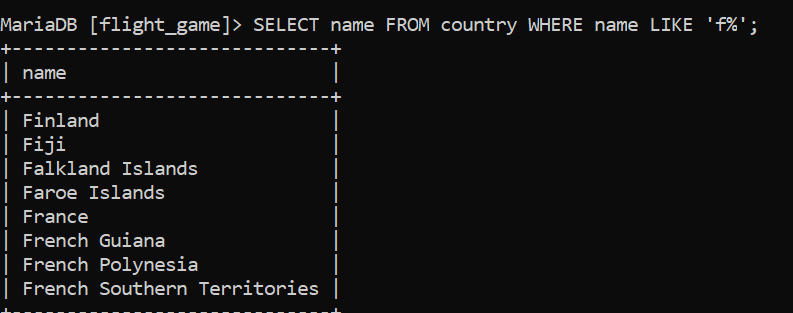 MariaDB [flight_game]> SELECT name FROM country WHERE name LIKE 'f%';
+-----------------------------+
| name                        |
+-----------------------------+
| Finland                     |
| Fiji                        |
| Falkland Islands            |
| Faroe Islands               |
| France                      |
| French Guiana               |
| French Polynesia            |
| French Southern Territories |
+-----------------------------+